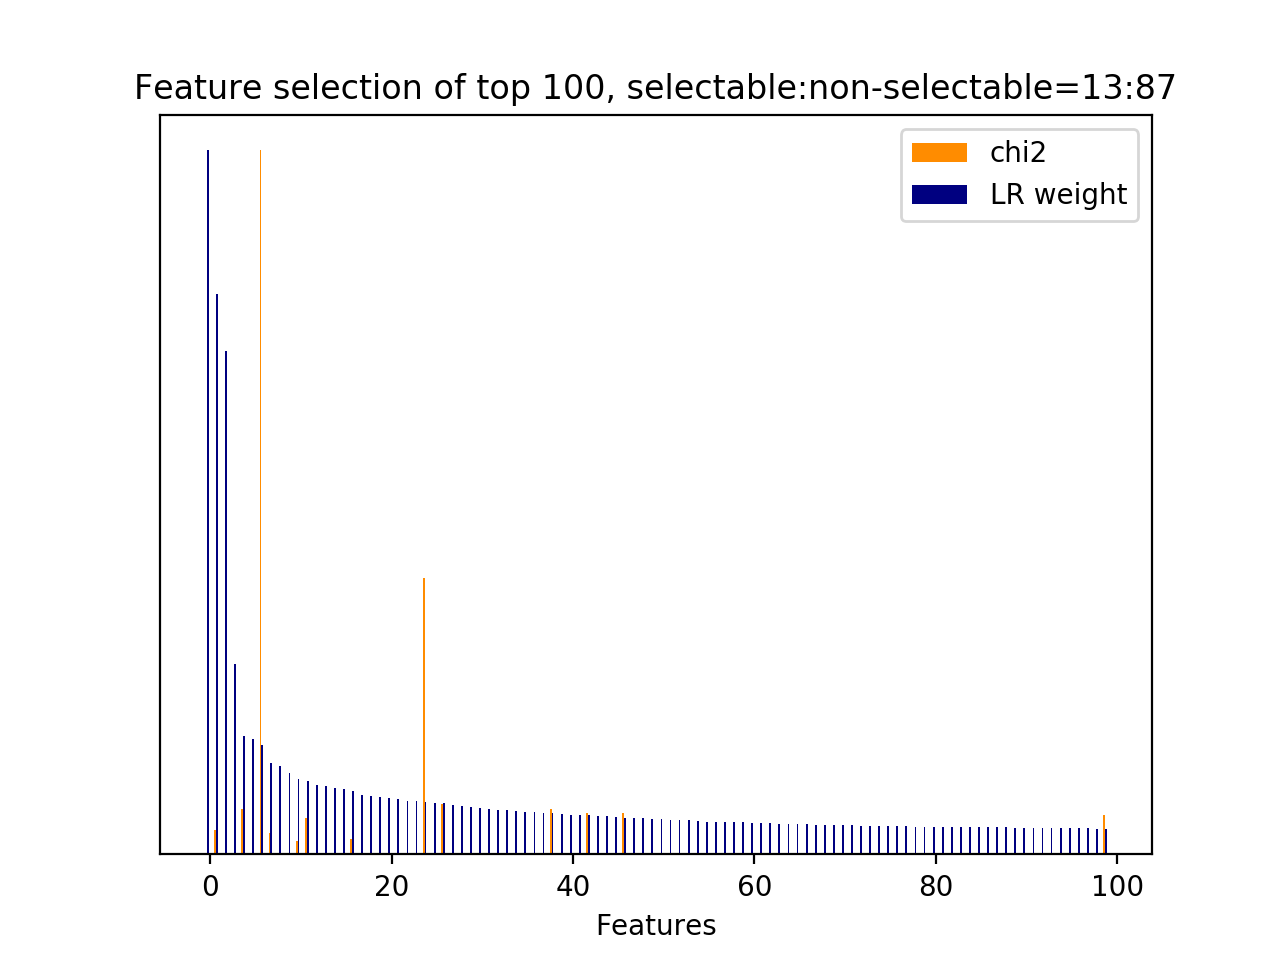 Feature selection of top 100, selectable:non-selectable=13:87
chi2
LR weight
0 20 40 60 80 100
Features